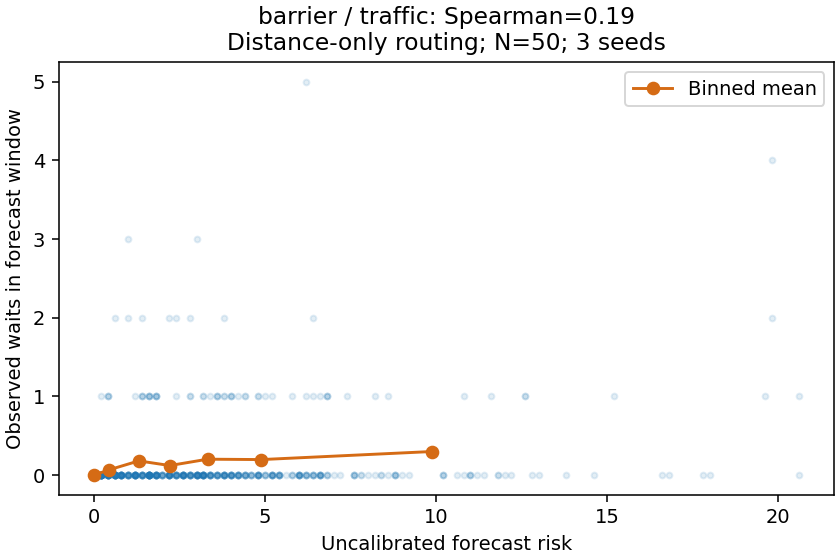 barrier / traffic: Spearman=0.19
Distance-only routing; N=50; 3 seeds
Binned mean
Observed waits in forecast window
5
4
3
2
1
0
0 5 10 15 20
Uncalibrated forecast risk